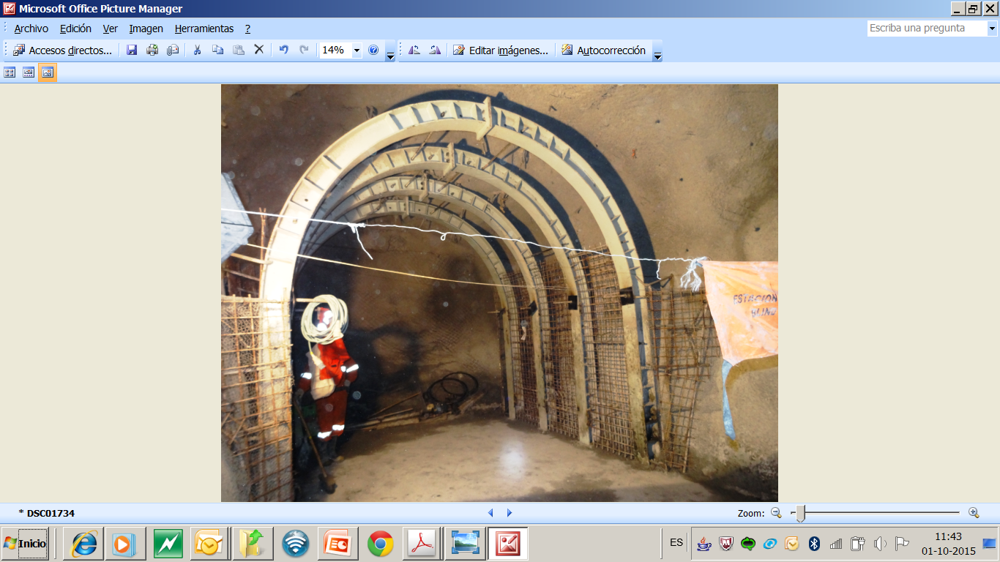 Microsoft Office Picture Manager
Archivo Edición Ver Imagen Herramientas ?
Escriba una pregunta
Accesos directos... 14% Editar imágenes... Autocorrección
ESTACION
BLIND
* DSC01734
Zoom:
Inicio
ES
11:43
01-10-2015